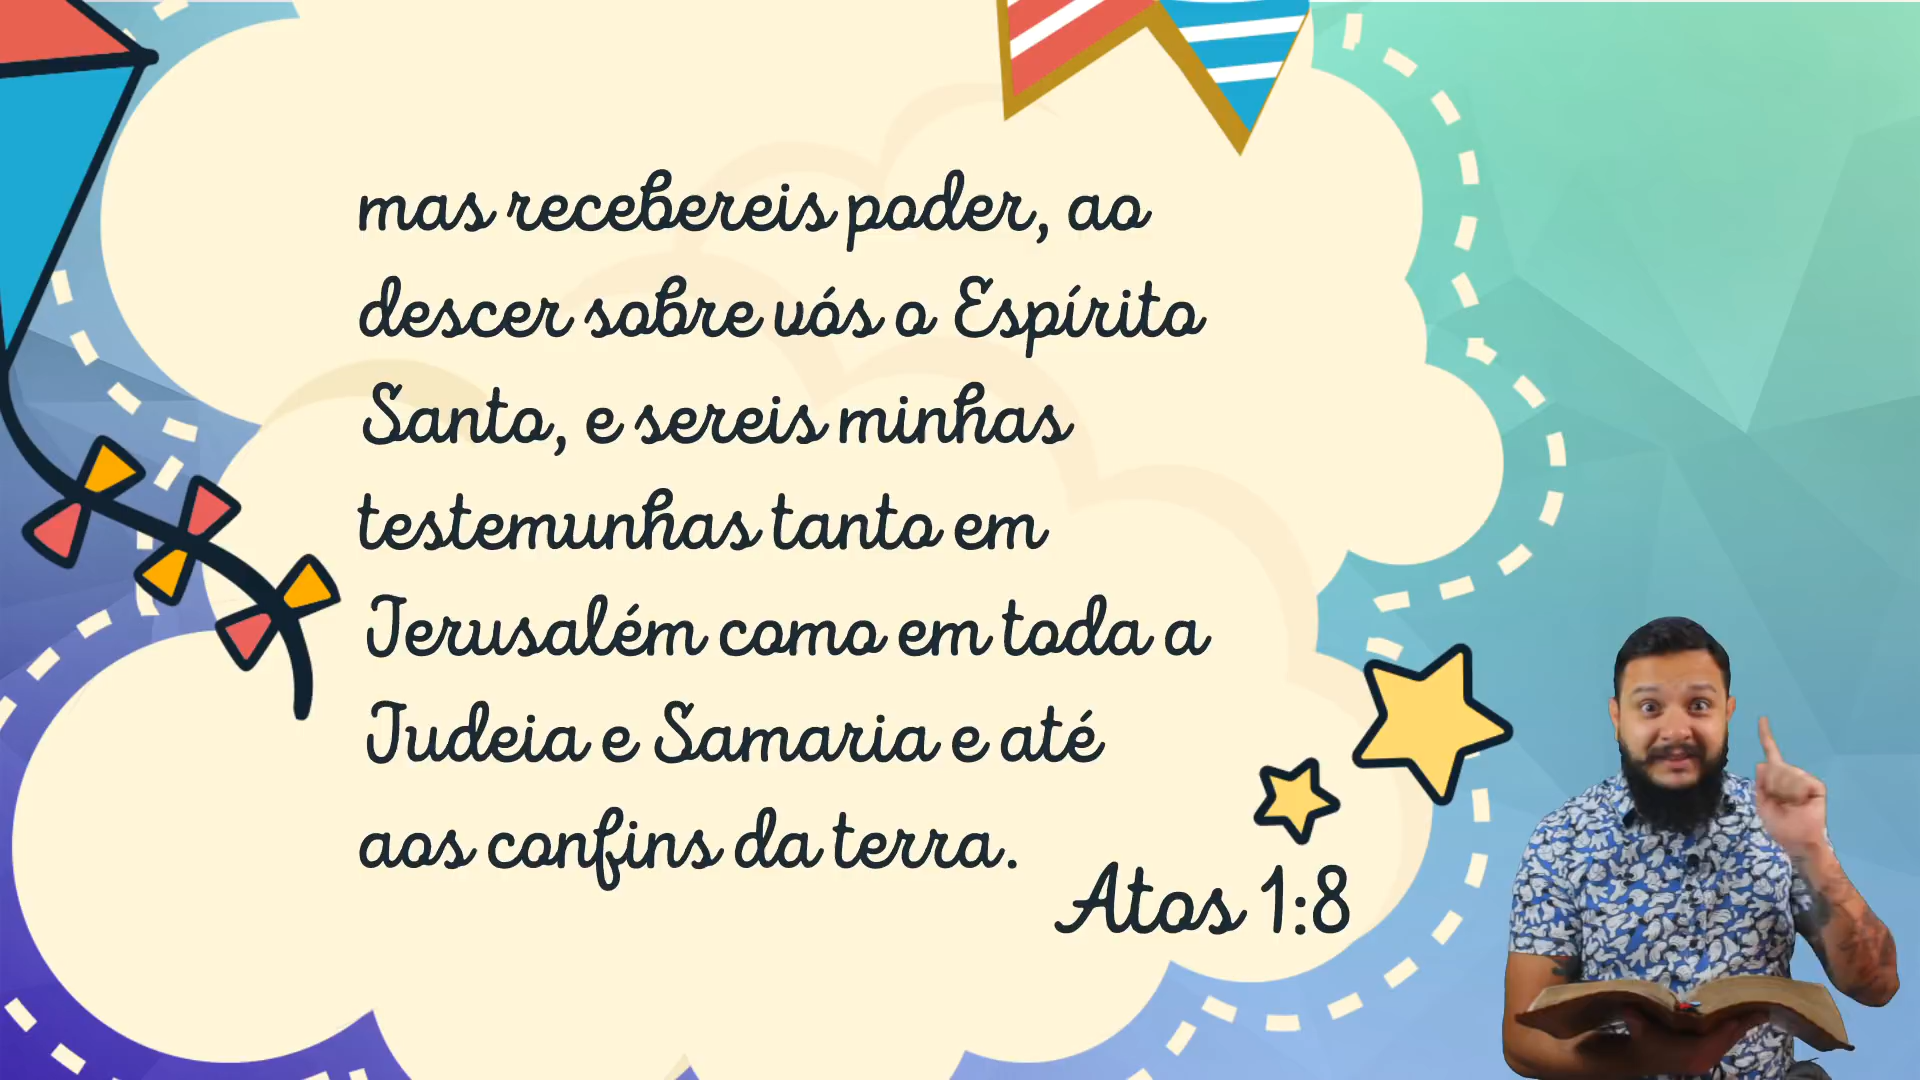 mas recebereis poder, ao
descer sobre vós o Espírito
Santo, e sereis minhas
testemunhas tanto em
Jerusalém como em toda a
Judeia e Samaria e até
aos confins da terra.
Atos 1:8